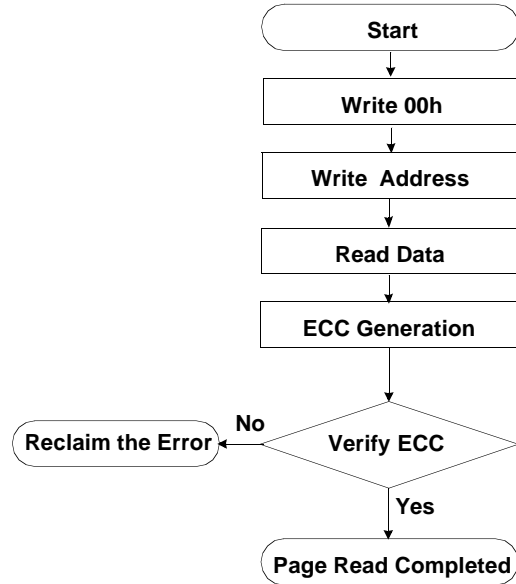 Start
Write 00h
Write Address
Read Data
ECC Generation
No
Reclaim the Error
Verify ECC
Yes
Page Read Completed